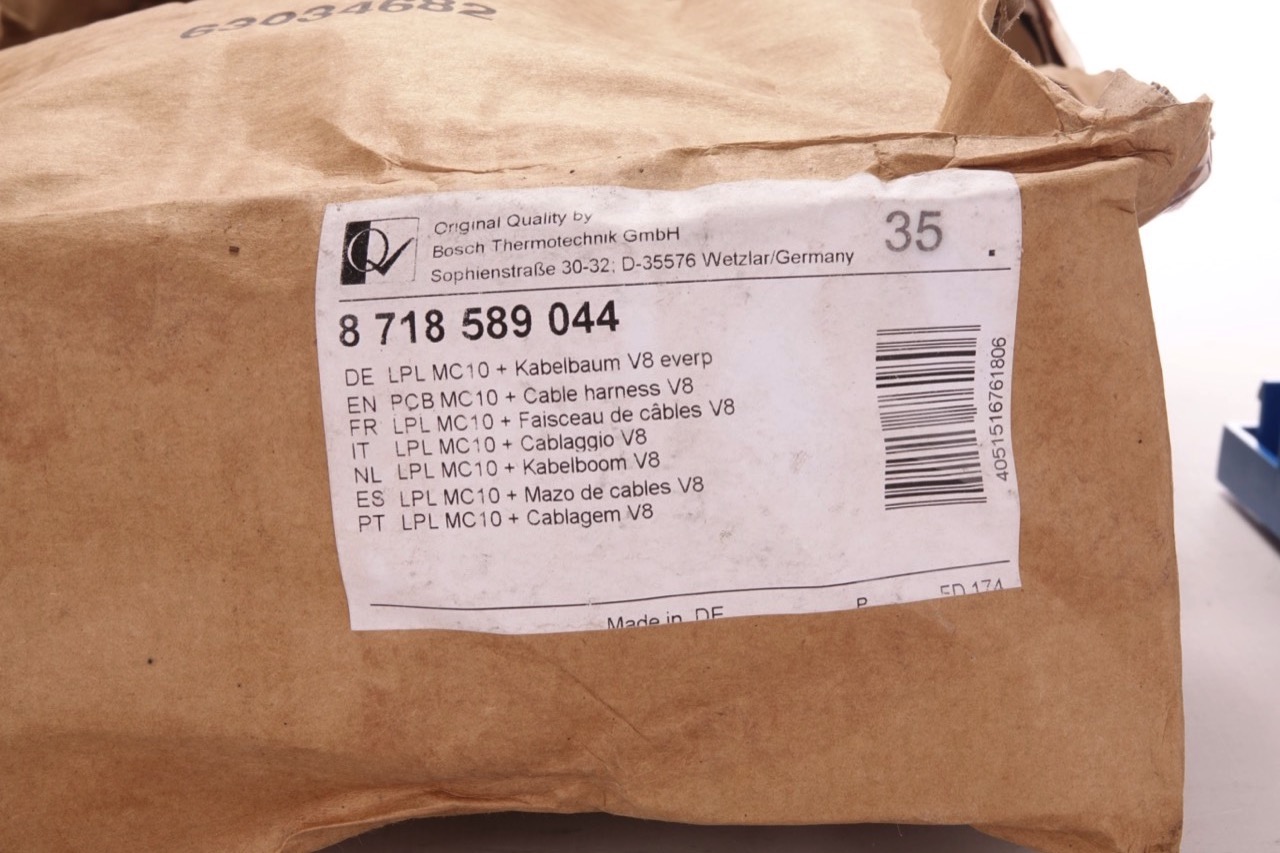 63034682
Original Quality by
Bosch Thermotechnik GmbH
Sophienstraße 30-32; D-35576 Wetzlar/Germany
35
8 718 589 044
DE LPL MC10 + Kabelbaum V8 everp
EN PCB MC10 + Cable harness V8
FR LPL MC10 + Faisceau de câbles V8
IT LPL MC10 + Cablaggio V8
NL LPL MC10 + Kabelboom V8
ES LPL MC10 + Mazo de cables V8
PT LPL MC10 + Cablagem V8
4051516761806
Made in DE P FD 174